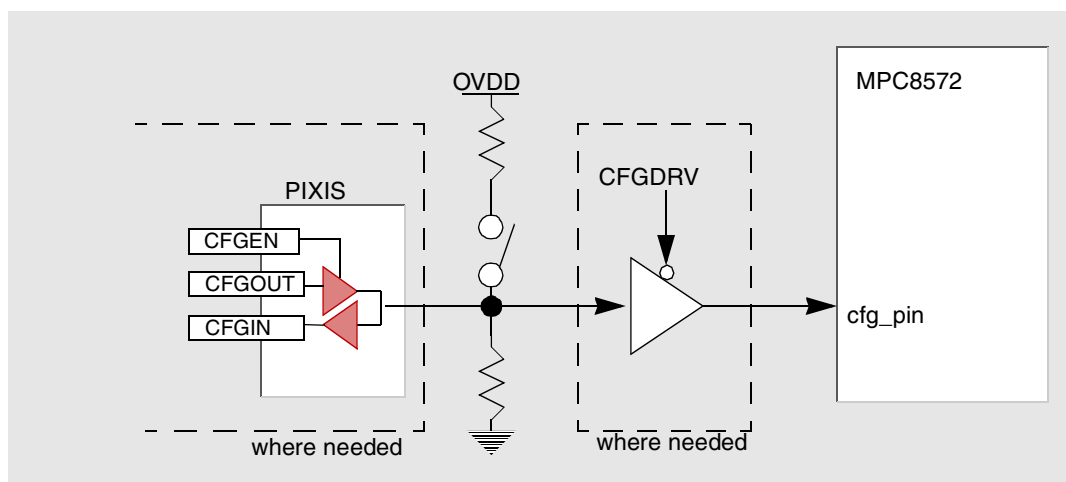 MPC8572
OVDD
CFGDRV
PIXIS
CFGEN
CFGOUT
CFGIN
cfg_pin
where needed
where needed